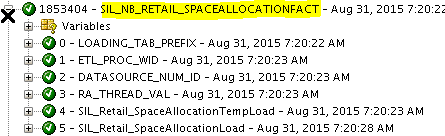 1853404 - SIL_NB_RETAIL_SPACEALLOCATIONFACT - Aug 31, 2015 7:20:22
Variables
0 - LOADING_TAB_PREFIX - Aug 31, 2015 7:20:22 AM
1 - ETL_PROC_WID - Aug 31, 2015 7:20:23 AM
2 - DATASOURCE_NUM_ID - Aug 31, 2015 7:20:23 AM
3 - RA_THRESH_VAL - Aug 31, 2015 7:20:23 AM
4 - SIL_Retail_SpaceAllocationTempLoad - Aug 31, 2015 7:20:23 AM
5 - SIL_Retail_SpaceAllocationLoad - Aug 31, 2015 7:20:28 AM